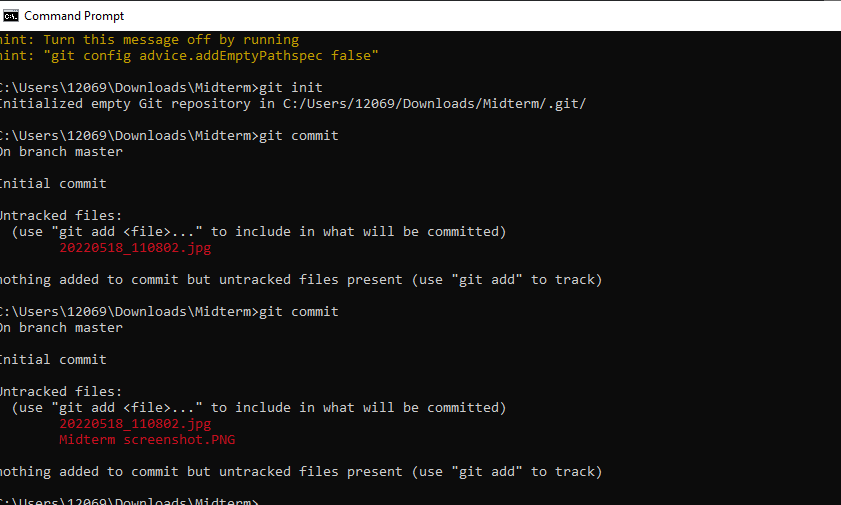 Command Prompt
hint: Turn this message off by running
hint: "git config advice.addEmptyPathspec false"
C:\Users\12069\Downloads\Midterm>git init
Initialized empty Git repository in C:/Users/12069/Downloads/Midterm/.git/
C:\Users\12069\Downloads\Midterm>git commit
On branch master
Initial commit
Untracked files:
(use "git add <file>..." to include in what will be committed)
20220518_110802.jpg
nothing added to commit but untracked files present (use "git add" to track)
C:\Users\12069\Downloads\Midterm>git commit
On branch master
Initial commit
Untracked files:
(use "git add <file>..." to include in what will be committed)
20220518_110802.jpg
Midterm screenshot.PNG
nothing added to commit but untracked files present (use "git add" to track)
C:\Users\12069\Downloads\Midterm>